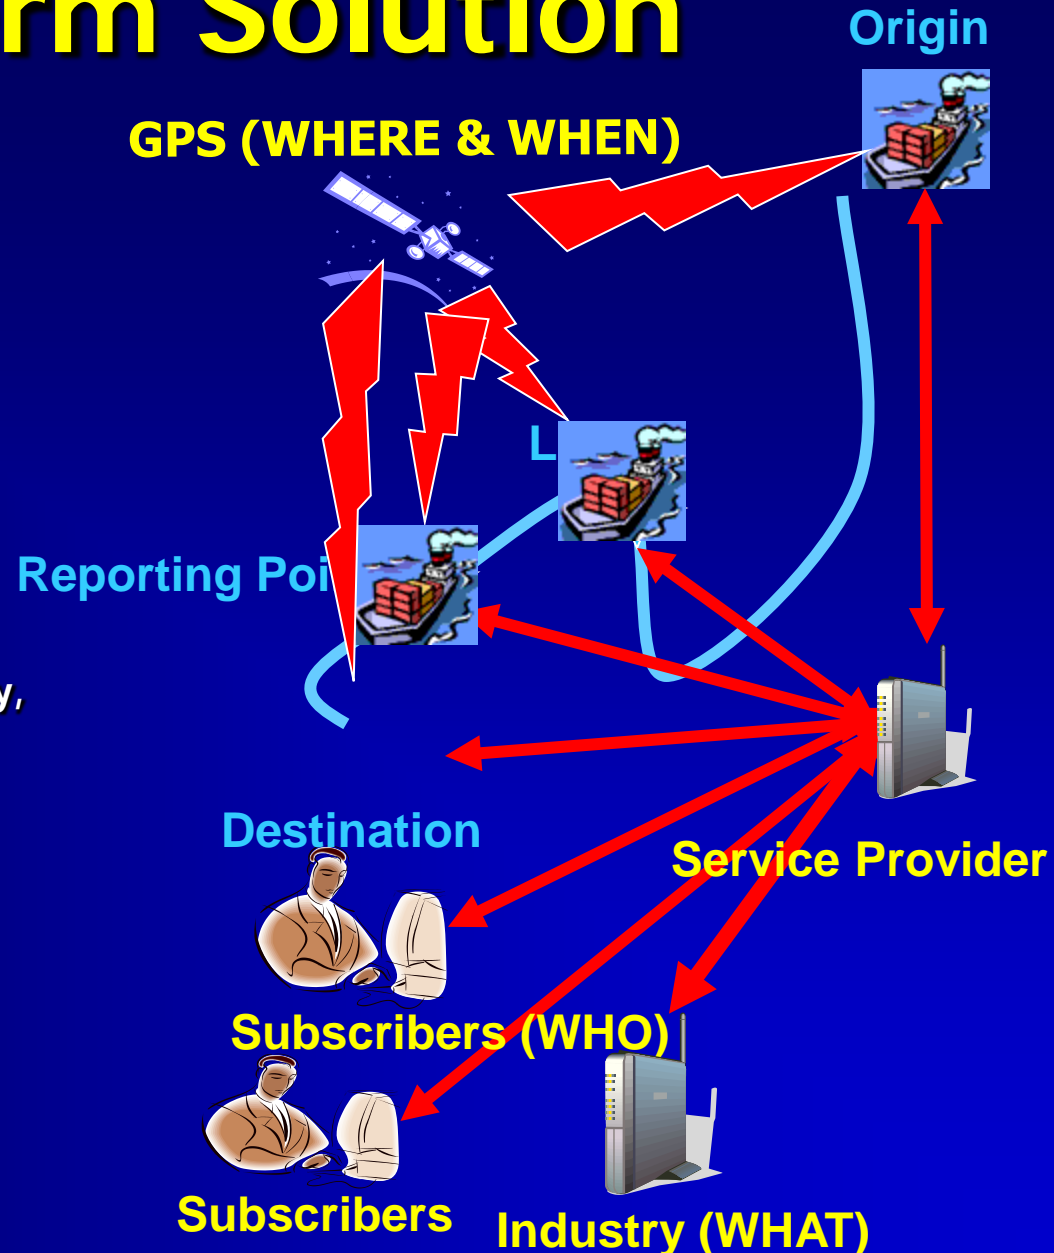 rm Solution
Origin
GPS (WHERE & WHEN)
L
Reporting Poi
y,
Destination
Service Provider
Subscribers (WHO)
Subscribers
Industry (WHAT)